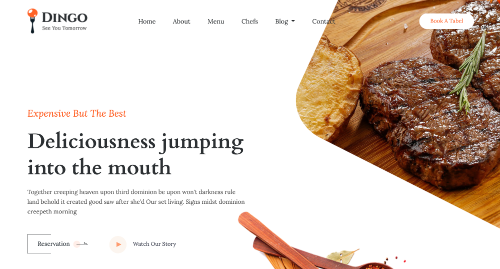 DINGO
See You Tomorrow
Home About Menu Chefs Blog Contact
Book A Tabel
Expensive But The Best
Deliciousness jumping
into the mouth
Together creeping heaven upon third dominion be upon won't darkness rule
land behold it created good saw after she'd Our set living. Signs midst dominion
creepeth morning
Reservation
Watch Our Story